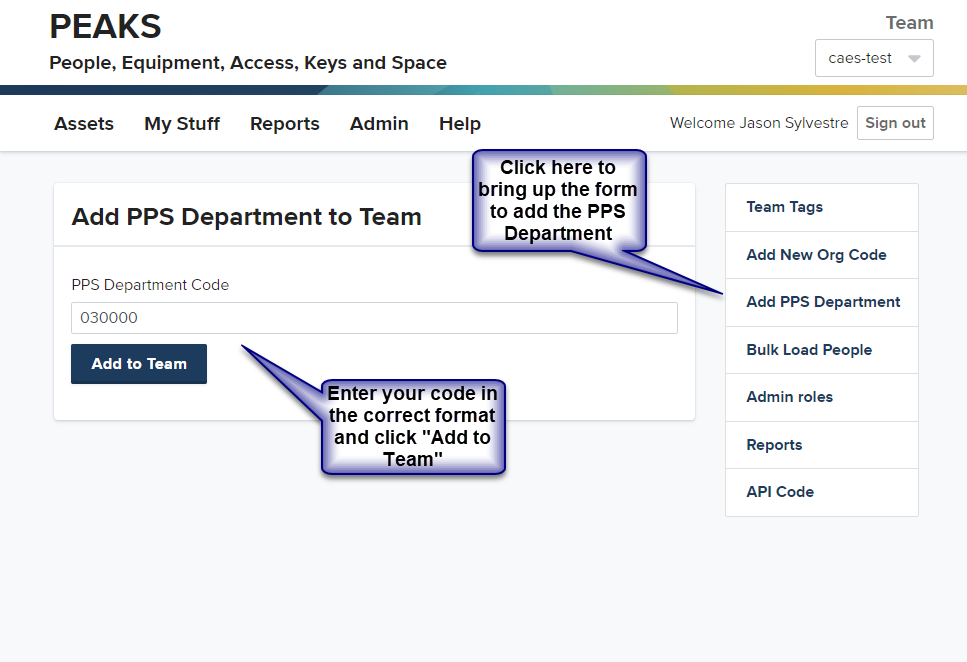 PEAKS
People, Equipment, Access, Keys and Space
Team
caes-test
Assets
My Stuff
Reports
Admin
Help
Welcome Jason Sylvestre
Sign out
Click here to
bring up the form
to add the PPS
Department
Add PPS Department to Team
PPS Department Code
030000
Add to Team
Enter your code in
the correct format
and click "Add to
Team"
Team Tags
Add New Org Code
Add PPS Department
Bulk Load People
Admin roles
Reports
API Code